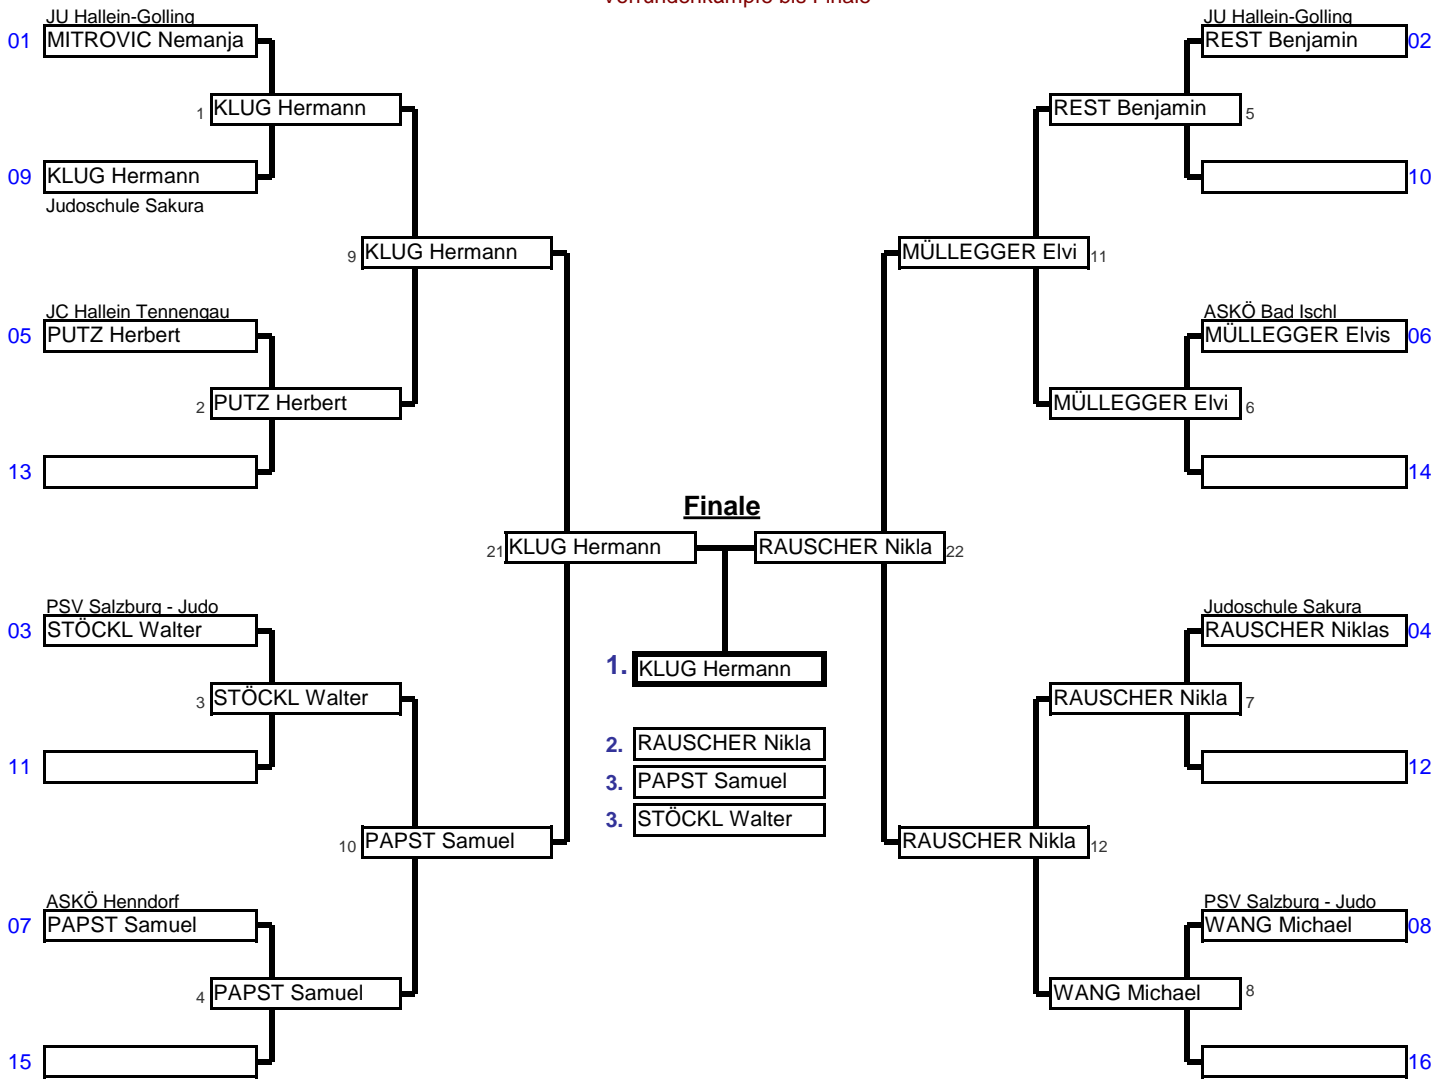 Vorrundenkämpfe bis Finale
JU Hallein-Golling
01 MITROVIC Nemanja
1 KLUG Hermann
09 KLUG Hermann
Judoschule Sakura
9 KLUG Hermann
JC Hallein Tennengau
05 PUTZ Herbert
2 PUTZ Herbert
13
21 KLUG Hermann
PSV Salzburg - Judo
03 STÖCKL Walter
3 STÖCKL Walter
11
10 PAPST Samuel
ASKÖ Henndorf
07 PAPST Samuel
4 PAPST Samuel
15
Finale
1. KLUG Hermann
2. RAUSCHER Nikla
3. PAPST Samuel
3. STÖCKL Walter
JU Hallein-Golling
REST Benjamin 02
REST Benjamin 5
10
MÜLLEGGER Elvi 11
ASKÖ Bad Ischl
MÜLLEGGER Elvis 06
MÜLLEGGER Elvi 6
14
RAUSCHER Nikla 22
Judoschule Sakura
RAUSCHER Niklas 04
RAUSCHER Nikla 7
12
RAUSCHER Nikla 12
PSV Salzburg - Judo
WANG Michael 08
WANG Michael 8
16